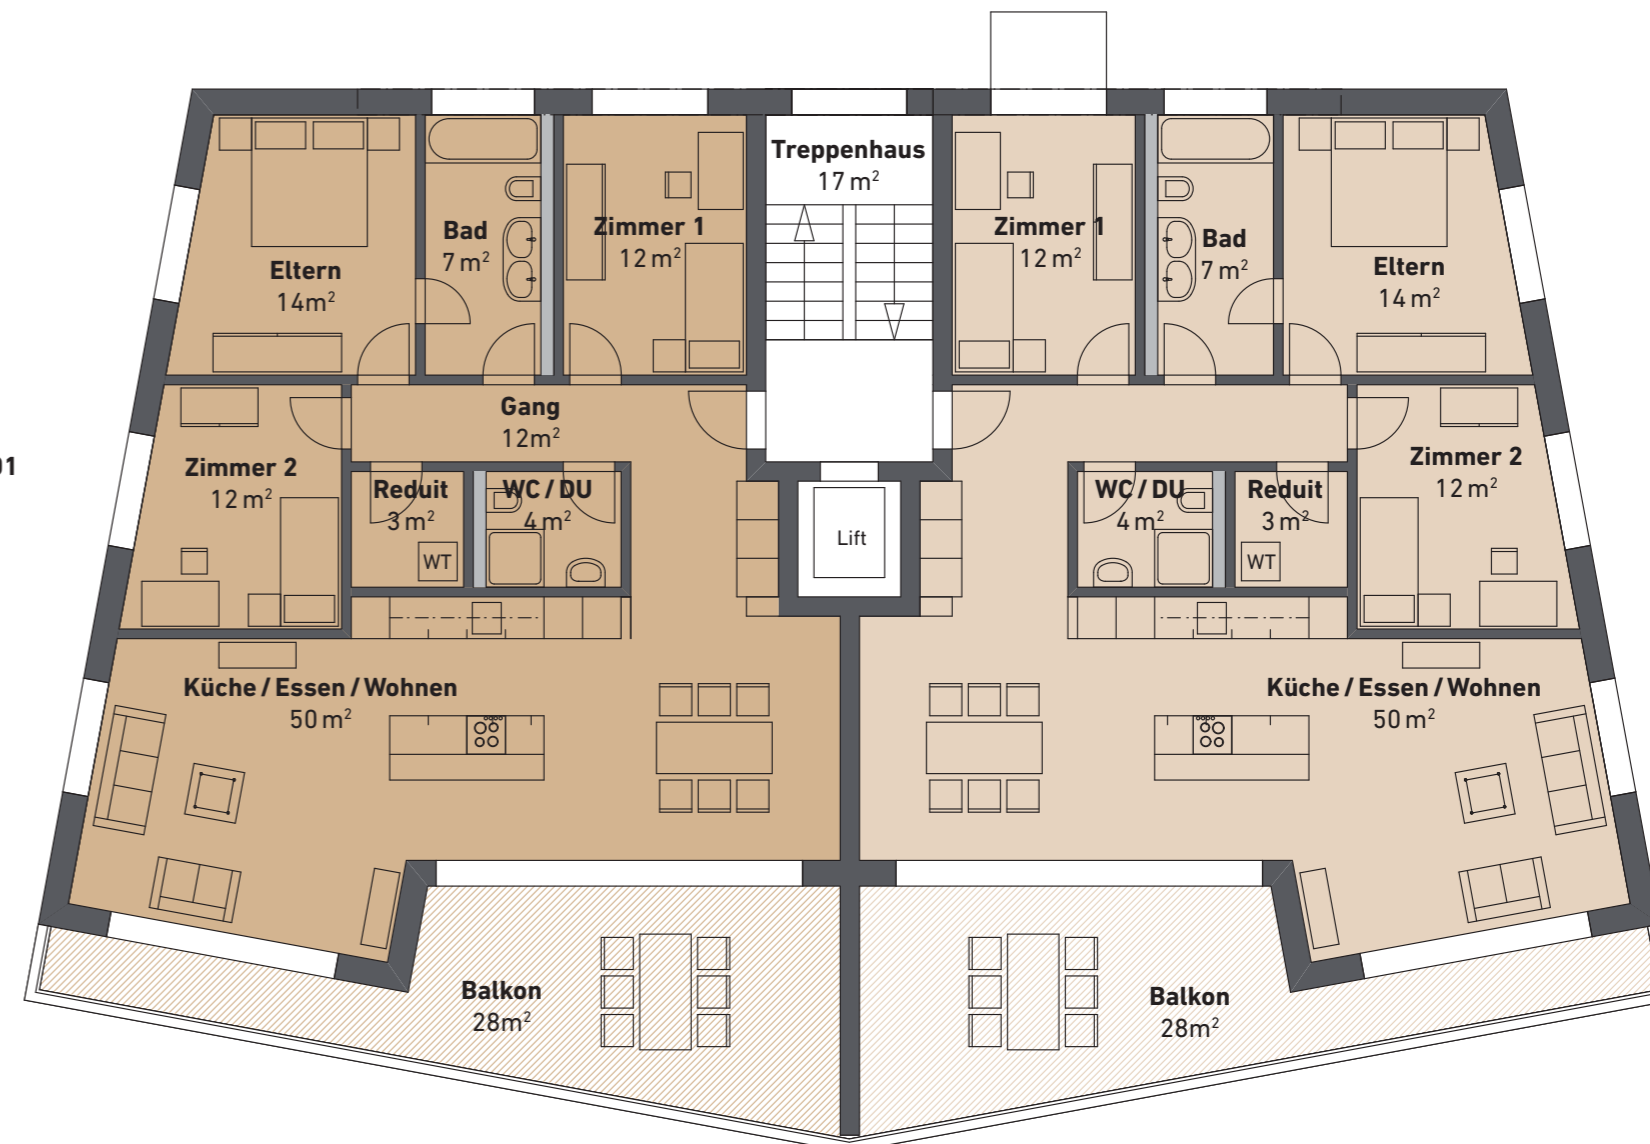 Treppenhaus
17 m²
Eltern
14m²
Bad
7 m²
Zimmer 1
12 m²
Zimmer 1
12 m²
Bad
7 m²
Eltern
14 m²
Gang
12m²
01
Zimmer 2
12 m²
Reduit
3 m²
WT
WC / DU
4 m²
Lift
WC / DU
4 m²
Reduit
3 m²
WT
Zimmer 2
12 m²
Küche / Essen / Wohnen
50 m²
Küche / Essen / Wohnen
50 m²
Balkon
28m²
Balkon
28m²